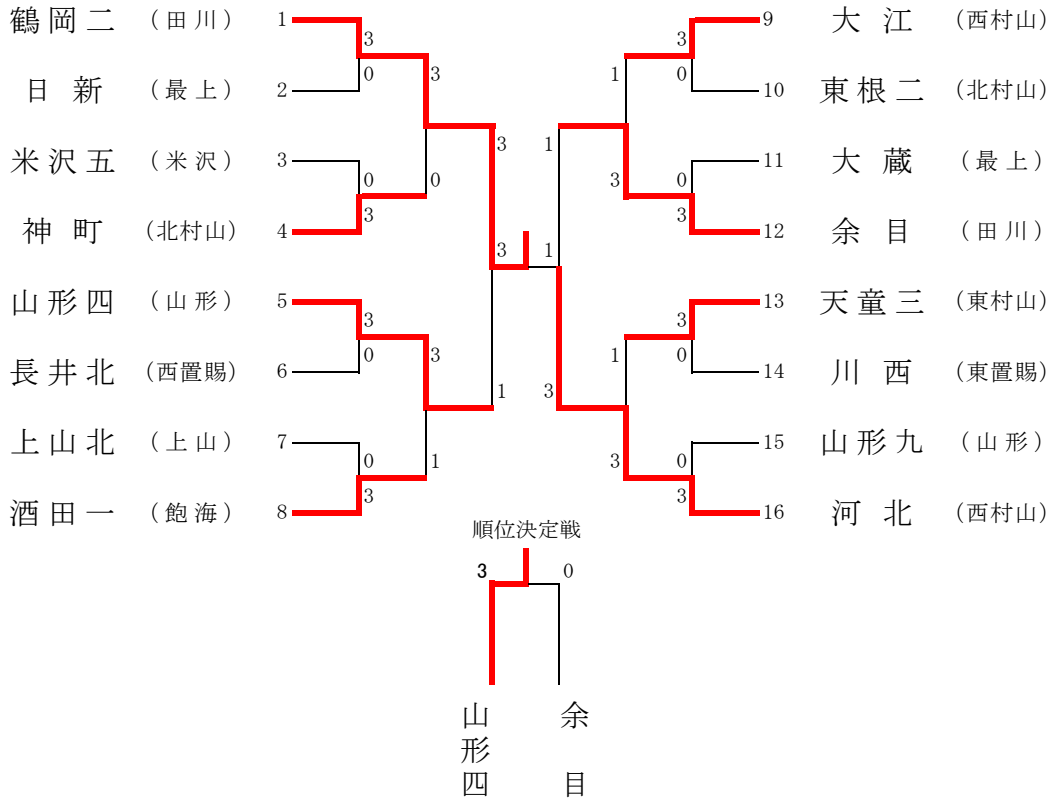 鶴岡二 (田川) 1 3 9 大江 (西村山)
3
0 3 1 0
日新 (最上) 2 10 東根二 (北村山)
3 1
米沢五 (米沢) 3 11 大蔵 (最上)
0 0 3 0
3 3
神町 (北村山) 4 12 余目 (田川)
3 1
山形四 (山形) 5 13 天童三 (東村山)
3 3
0 3 1 0
長井北 (西置賜) 6 14 川西 (東置賜)
1 3
上山北 (上山) 7 15 山形九 (山形)
0 1 3 0
3 3
酒田一 (飽海) 8 16 河北 (西村山)
順位決定戦
3 0
山形四 余目